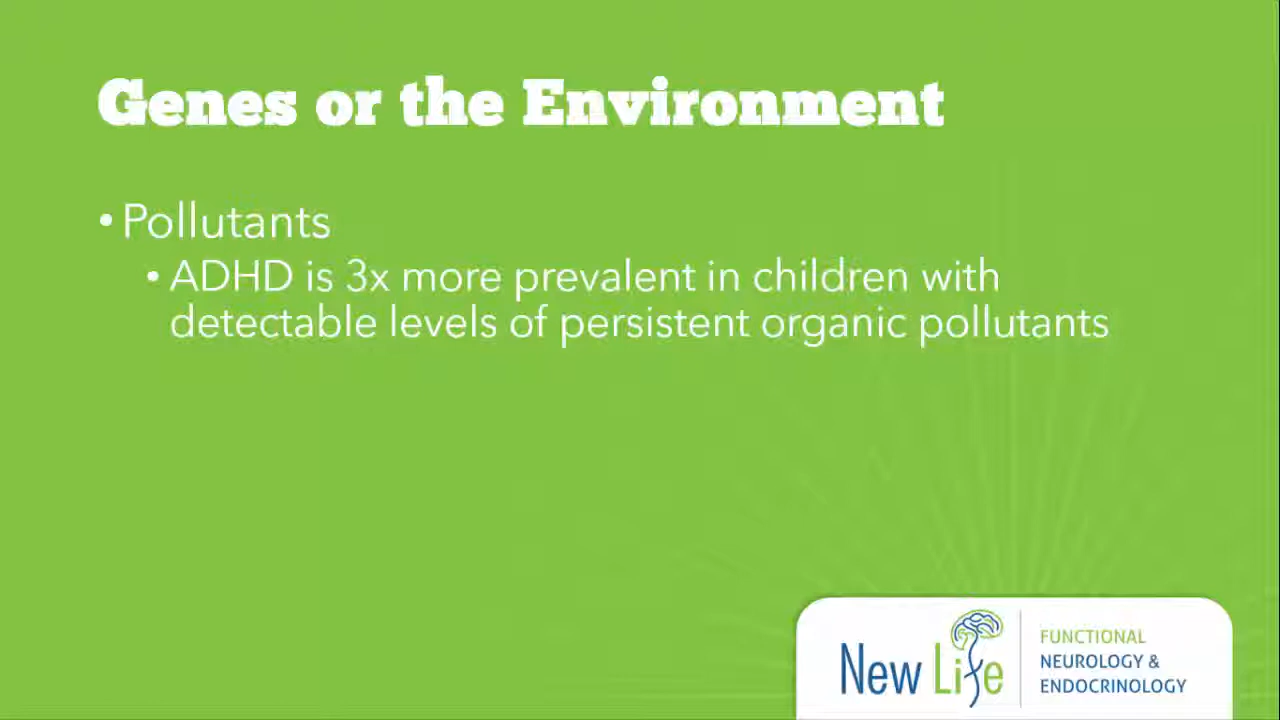 Genes or the Environment
• Pollutants
• ADHD is 3x more prevalent in children with
detectable levels of persistent organic pollutants
New Life
FUNCTIONAL
NEUROLOGY &
ENDOCRINOLOGY